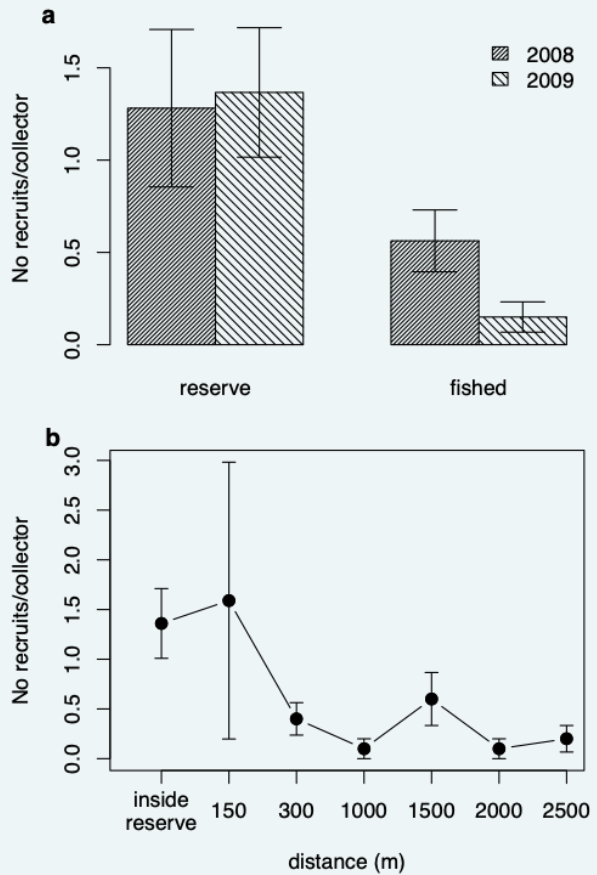 a
2008
2009
No recruits/collector
1.5
1.0
0.5
0.0
reserve fished
b
No recruits/collector
3.0
2.5
2.0
1.5
1.0
0.5
0.0
inside reserve 150 300 1000 1500 2000 2500
distance (m)